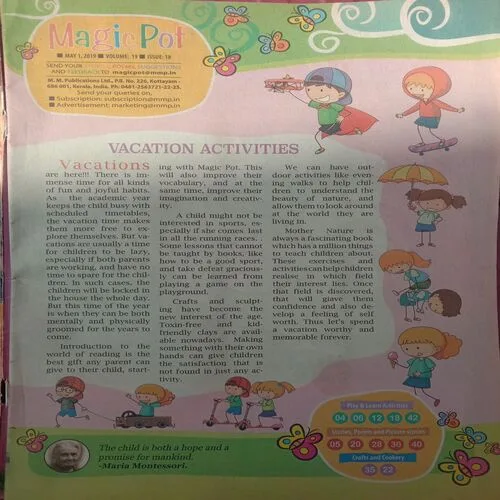 Magic Pot
MAY 1, 2019 ■ VOLUME: 19 ■ ISSUE: 18
SEND YOUR STORIES, POEMS, SUGGESTIONS
AND FEEDBACK TO magicpot@mmp.in
M. M. Publications Ltd., P.B. No. 226, Kottayam -
686 001, Kerala, India. Ph: 0481-2563721-22-23.
Send your queries on,
■ Subscription: subscription@mmp.in
■ Advertisement: marketing@mmp.in
VACATION ACTIVITIES
Vacations
are here!!! There is im-
mense time for all kinds
of fun and joyful habits.
As the academic year
keeps the child busy with
scheduled timetables,
the vacation time makes
them more free to ex-
plore themselves. But va-
cations are usually a time
for children to be lazy,
especially if both parents
are working, and have no
time to spare for the chil-
dren. In such cases, the
children will be locked in
the house the whole day.
But this time of the year
is when they can be both
mentally and physically
groomed for the years to
come.
Introduction to the
world of reading is the
best gift any parent can
give to their child, start-
ing with Magic Pot. This
will also improve their
vocabulary, and at the
same time, improve their
imagination and creativ-
ity.
A child might not be
interested in sports, es-
pecially if she comes last
in all the running races.
Some lessons that cannot
be taught by books, like
how to be a good sport,
and take defeat gracious-
ly can be learned from
playing a game on the
playground.
Crafts and sculpt-
ing have become the
new interest of the age.
Toxin-free and kid-
friendly clays are avail-
able nowadays. Making
something with their own
hands can give children
the satisfaction that is
not found in just any ac-
tivity.
We can have out-
door activities like even-
ing walks to help chil-
dren to understand the
beauty of nature, and
allow them to look around
at the world they are
living in.
Mother Nature is
always a fascinating book
which has a million things
to teach children about.
These exercises and
activities can help children
realise in which field
their interest lies. Once
that field is discovered,
that will gave them
confidence and also de-
velop a feeling of self
worth. Thus let's spend
a vacation worthy and
memorable forever.
The child is both a hope and a
promise for mankind.
-Maria Montessori.
Play & Learn Activities
04 06 12 18 42
Stories, Poems and Picture stories
05 20 28 36 40
Crafts and Cookery
35 22